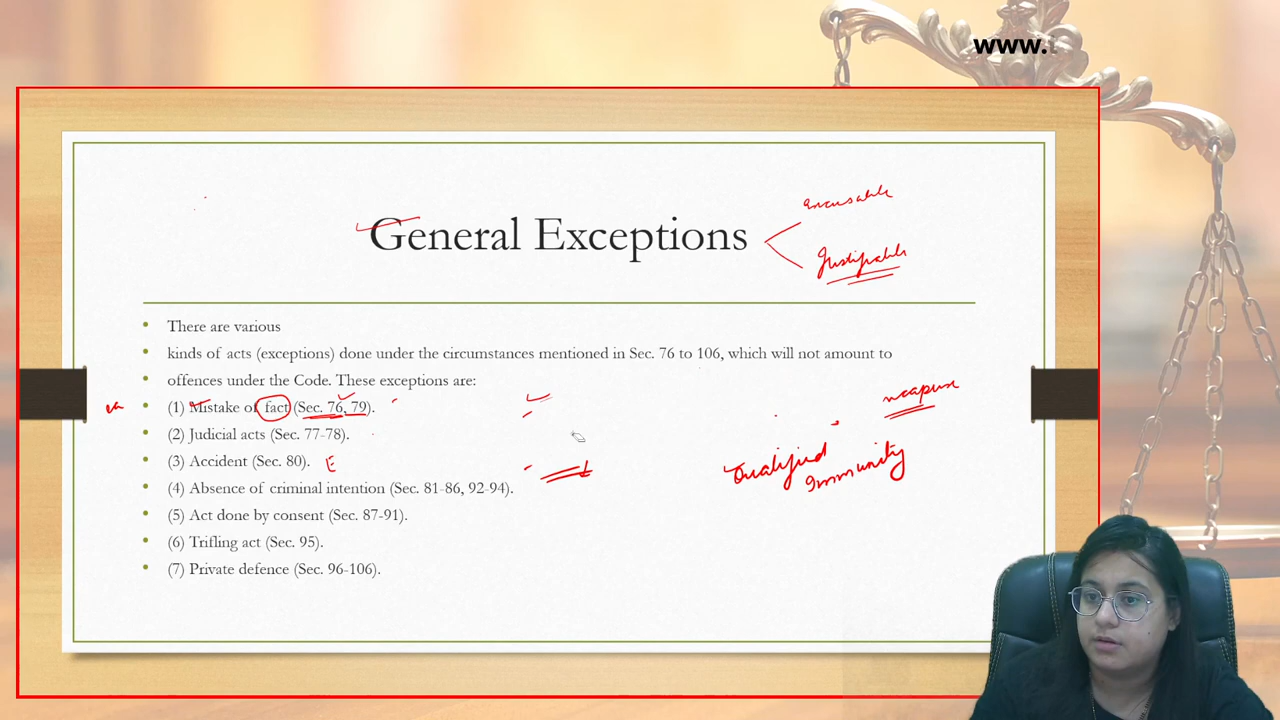 www.
General Exceptions
excusable
Justifiable
There are various
kinds of acts (exceptions) done under the circumstances mentioned in Sec. 76 to 106, which will not amount to
offences under the Code. These exceptions are:
(1) Mistake of fact (Sec. 76, 79).
(2) Judicial acts (Sec. 77-78).
(3) Accident (Sec. 80). E
(4) Absence of criminal intention (Sec. 81-86, 92-94).
(5) Act done by consent (Sec. 87-91).
(6) Trifling act (Sec. 95).
(7) Private defence (Sec. 96-106).
Qualified
Immunity